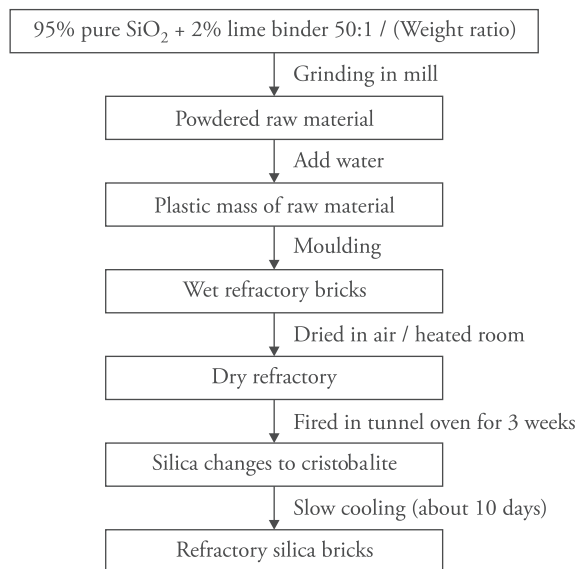 95% pure SiO₂ + 2% lime binder 50:1 / (Weight ratio)
Grinding in mill
Powdered raw material
Add water
Plastic mass of raw material
Moulding
Wet refractory bricks
Dried in air / heated room
Dry refractory
Fired in tunnel oven for 3 weeks
Silica changes to cristobalite
Slow cooling (about 10 days)
Refractory silica bricks